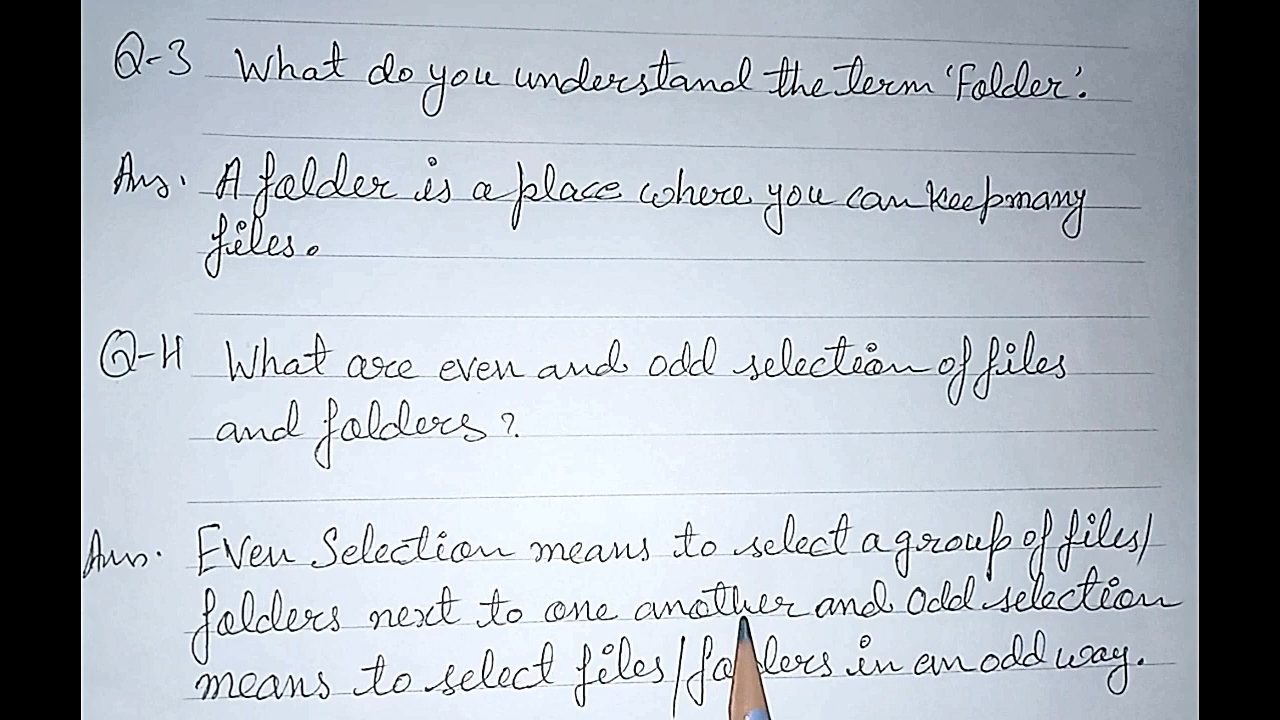 Q-3 What do you understand the term 'Folder'.
Ans. A folder is a place where you can keep many
files.
Q-4 What are even and odd selection of files
and folders?
Ans. Even Selection means to select a group of files/
folders next to one another and odd selection
means to select files/folders in an odd way.